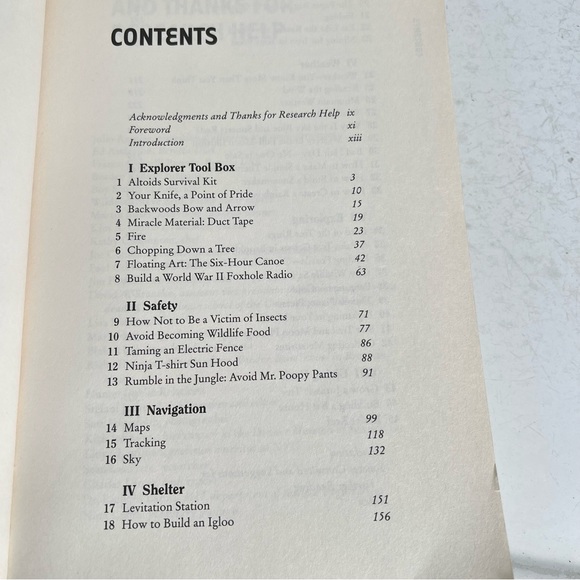 CONTENTS
Acknowledgments and Thanks for Research Help ix
Foreword xi
Introduction xiii
I Explorer Tool Box
1 Altoids Survival Kit 3
2 Your Knife, a Point of Pride 10
3 Backwoods Bow and Arrow 15
4 Miracle Material: Duct Tape 19
5 Fire 23
6 Chopping Down a Tree 37
7 Floating Art: The Six-Hour Canoe 42
8 Build a World War II Foxhole Radio 63
II Safety
9 How Not to Be a Victim of Insects 71
10 Avoid Becoming Wildlife Food 77
11 Taming an Electric Fence 86
12 Ninja T-shirt Sun Hood 88
13 Rumble in the Jungle: Avoid Mr. Poopy Pants 91
III Navigation
14 Maps 99
15 Tracking 118
16 Sky 132
IV Shelter
17 Levitation Station 151
18 How to Build an Igloo 156